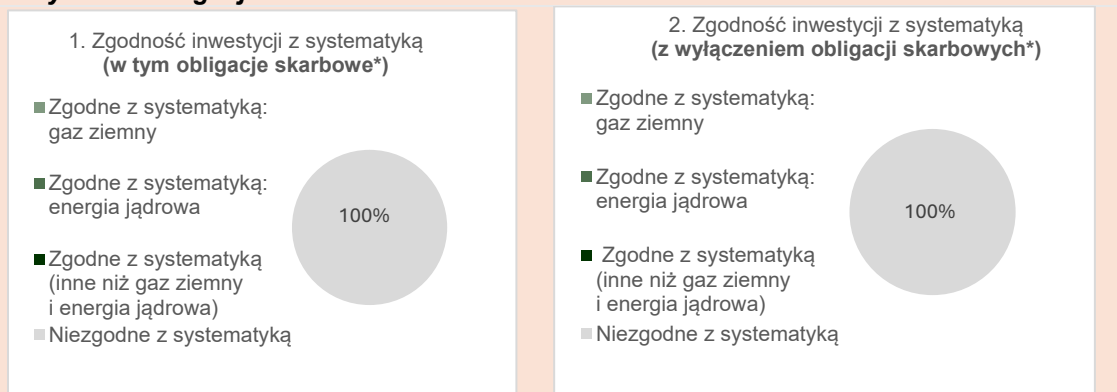 1. Zgodność inwestycji z systematyką
(w tym obligacje skarbowe*)
Zgodne z systematyką:
gaz ziemny
Zgodne z systematyką:
energia jądrowa
Zgodne z systematyką
(inne niż gaz ziemny
i energia jądrowa)
Niezgodne z systematyką
100%
2. Zgodność inwestycji z systematyką
(z wyłączeniem obligacji skarbowych*)
Zgodne z systematyką:
gaz ziemny
Zgodne z systematyką:
energia jądrowa
Zgodne z systematyką
(inne niż gaz ziemny
i energia jądrowa)
Niezgodne z systematyką
100%